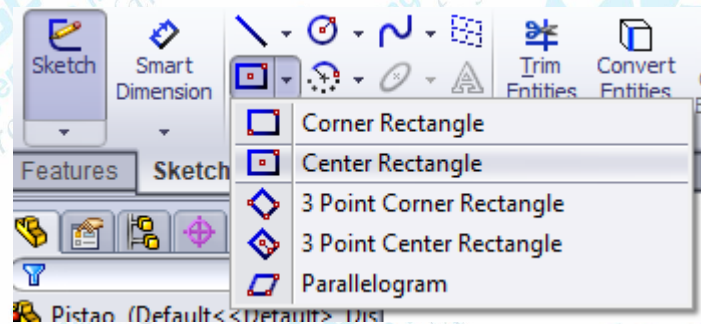 Sketch
Smart
Dimension
Trim
Entities
Convert
Entities
Corner Rectangle
Center Rectangle
3 Point Corner Rectangle
3 Point Center Rectangle
Parallelogram
Features
Sketch
Pistao (Default<<Default>